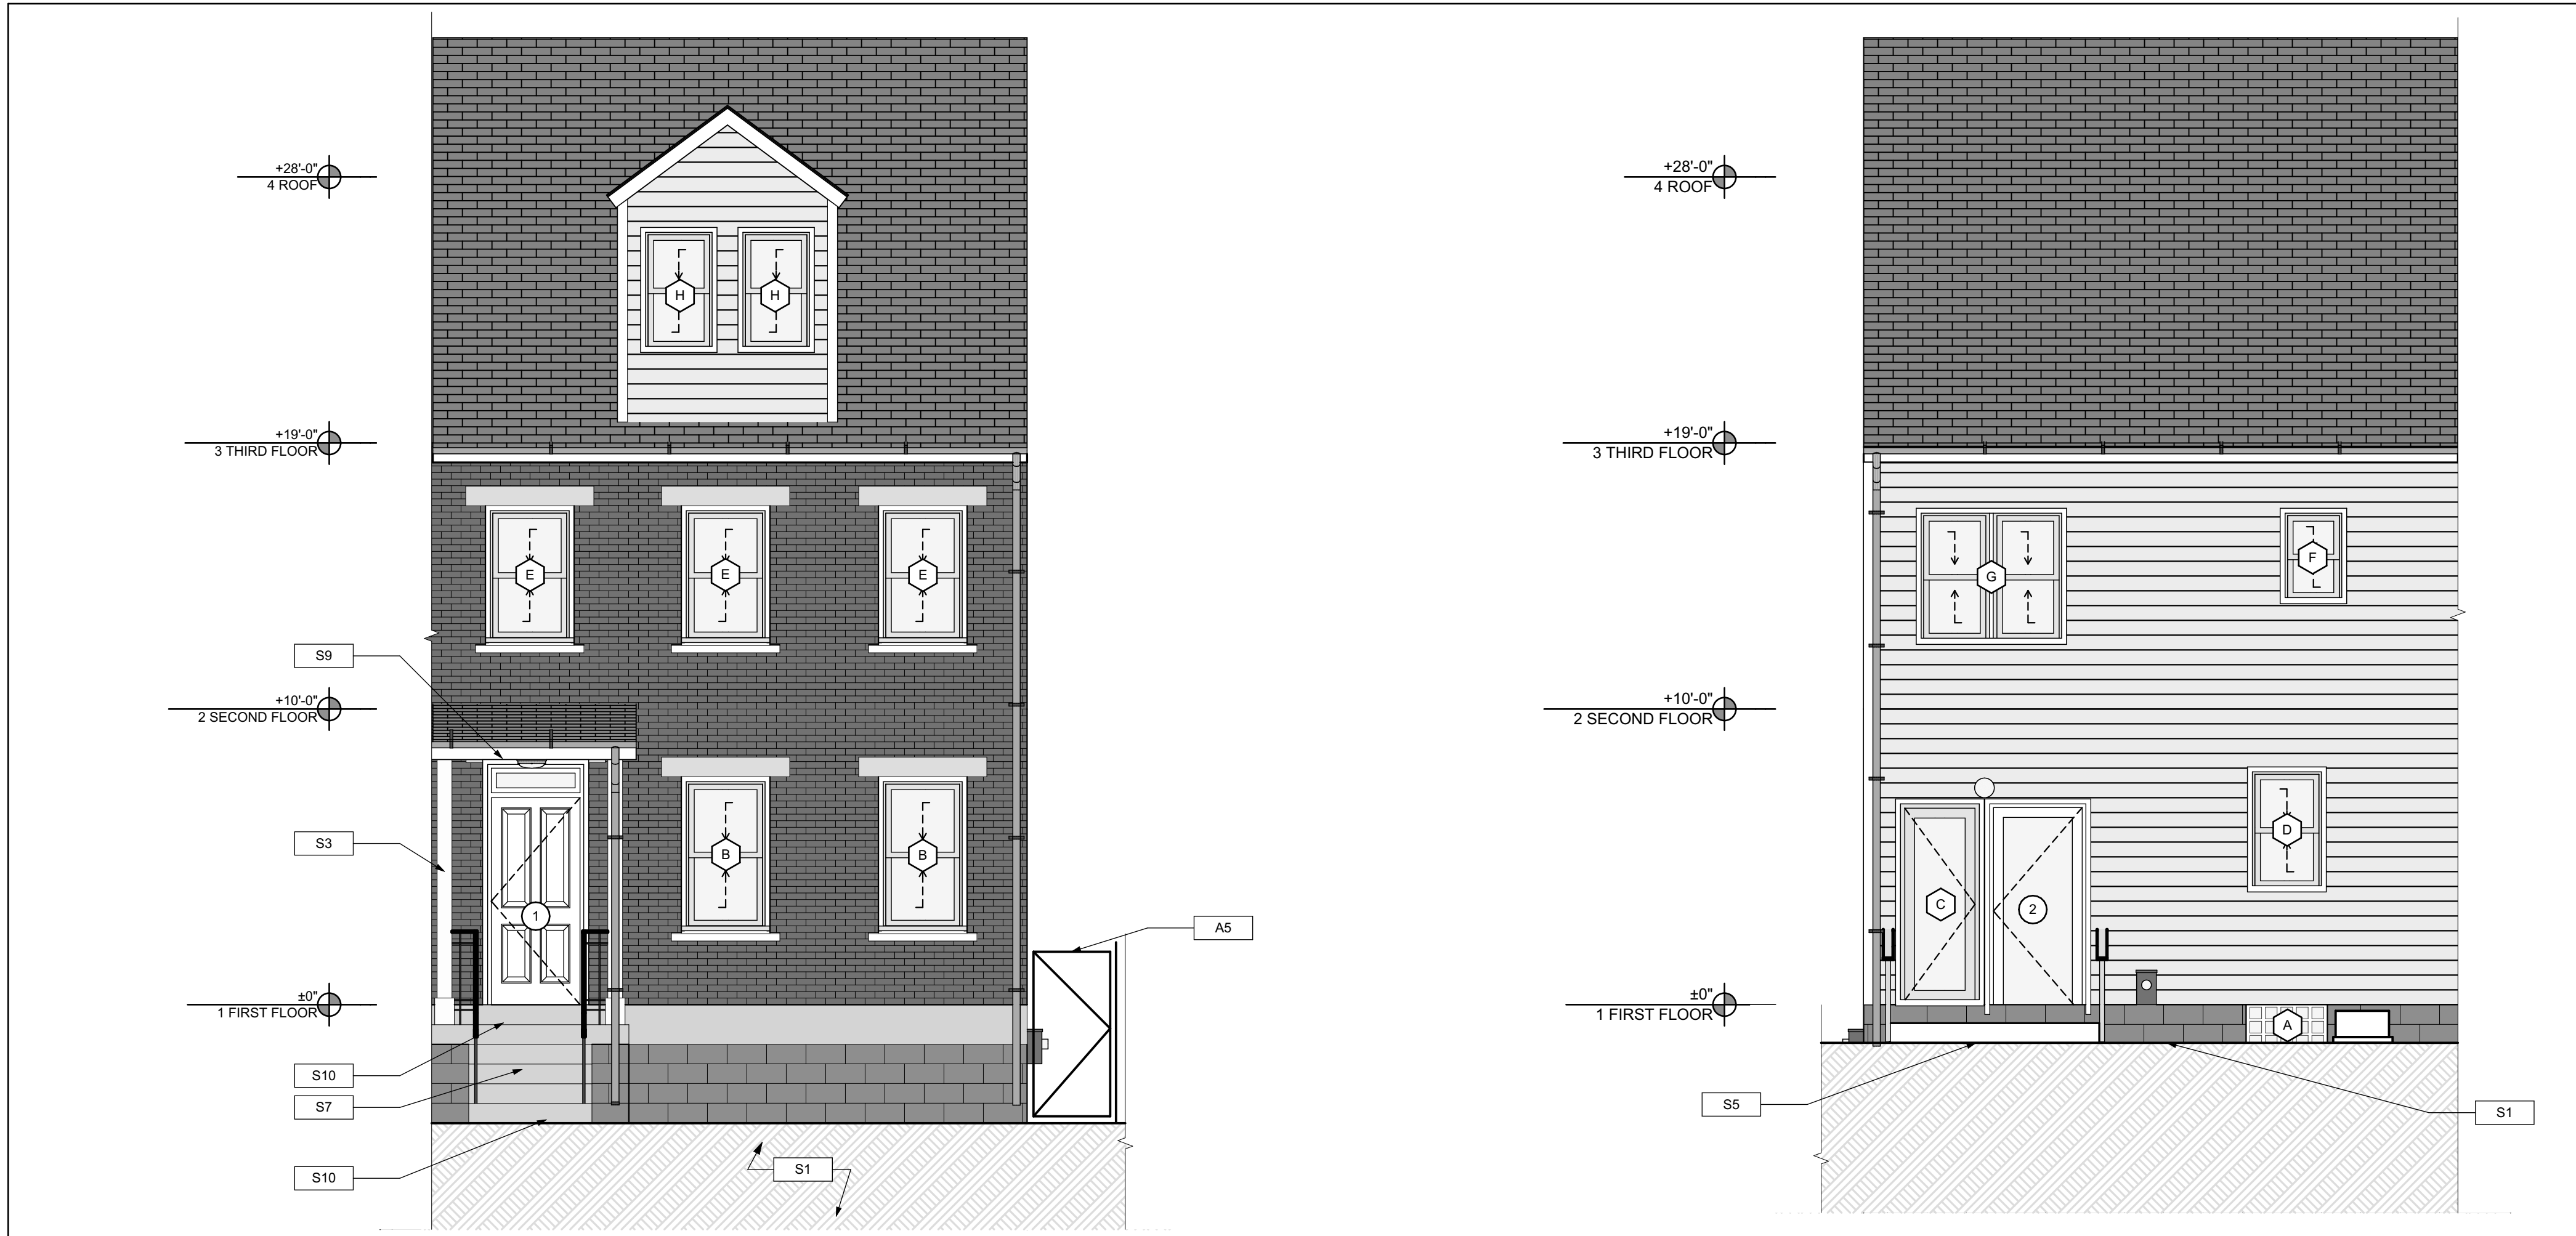 +28'-0"
4 ROOF
H
H
+19'-0"
3 THIRD FLOOR
E
E
E
S9
+10'-0"
2 SECOND FLOOR
S3
B
B
1
A5
±0"
1 FIRST FLOOR
S10
S7
S10
S1
+28'-0"
4 ROOF
+19'-0"
3 THIRD FLOOR
F
G
+10'-0"
2 SECOND FLOOR
D
C
2
±0"
1 FIRST FLOOR
A
S5
S1